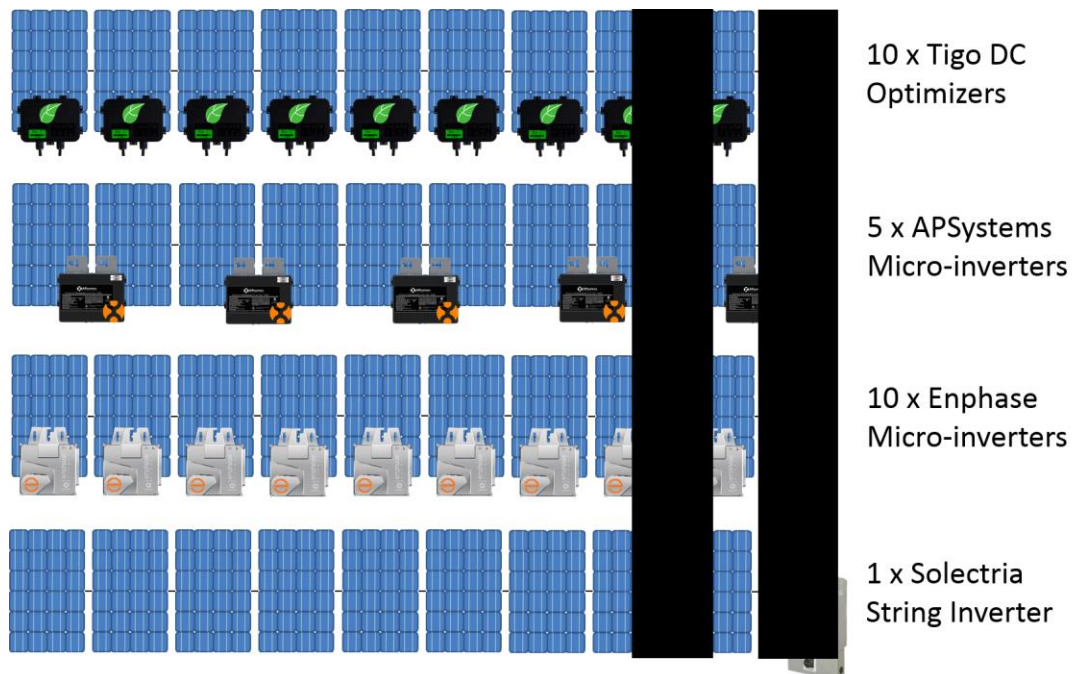 10 x Tigo DC
Optimizers
5 x APSystems
Micro-inverters
10 x Enphase
Micro-inverters
1 x Solectria
String Inverter